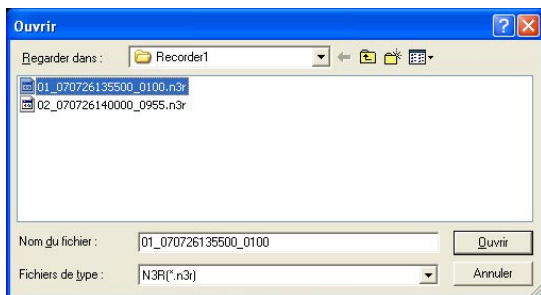 Ouvrir
Regarder dans : Recorder1
01_070726135500_0100.n3r
02_070726140000_0955.n3r
Nom du fichier : 01_070726135500_0100 Ouvrir
Fichiers de type : N3R(*.n3r) Annuler